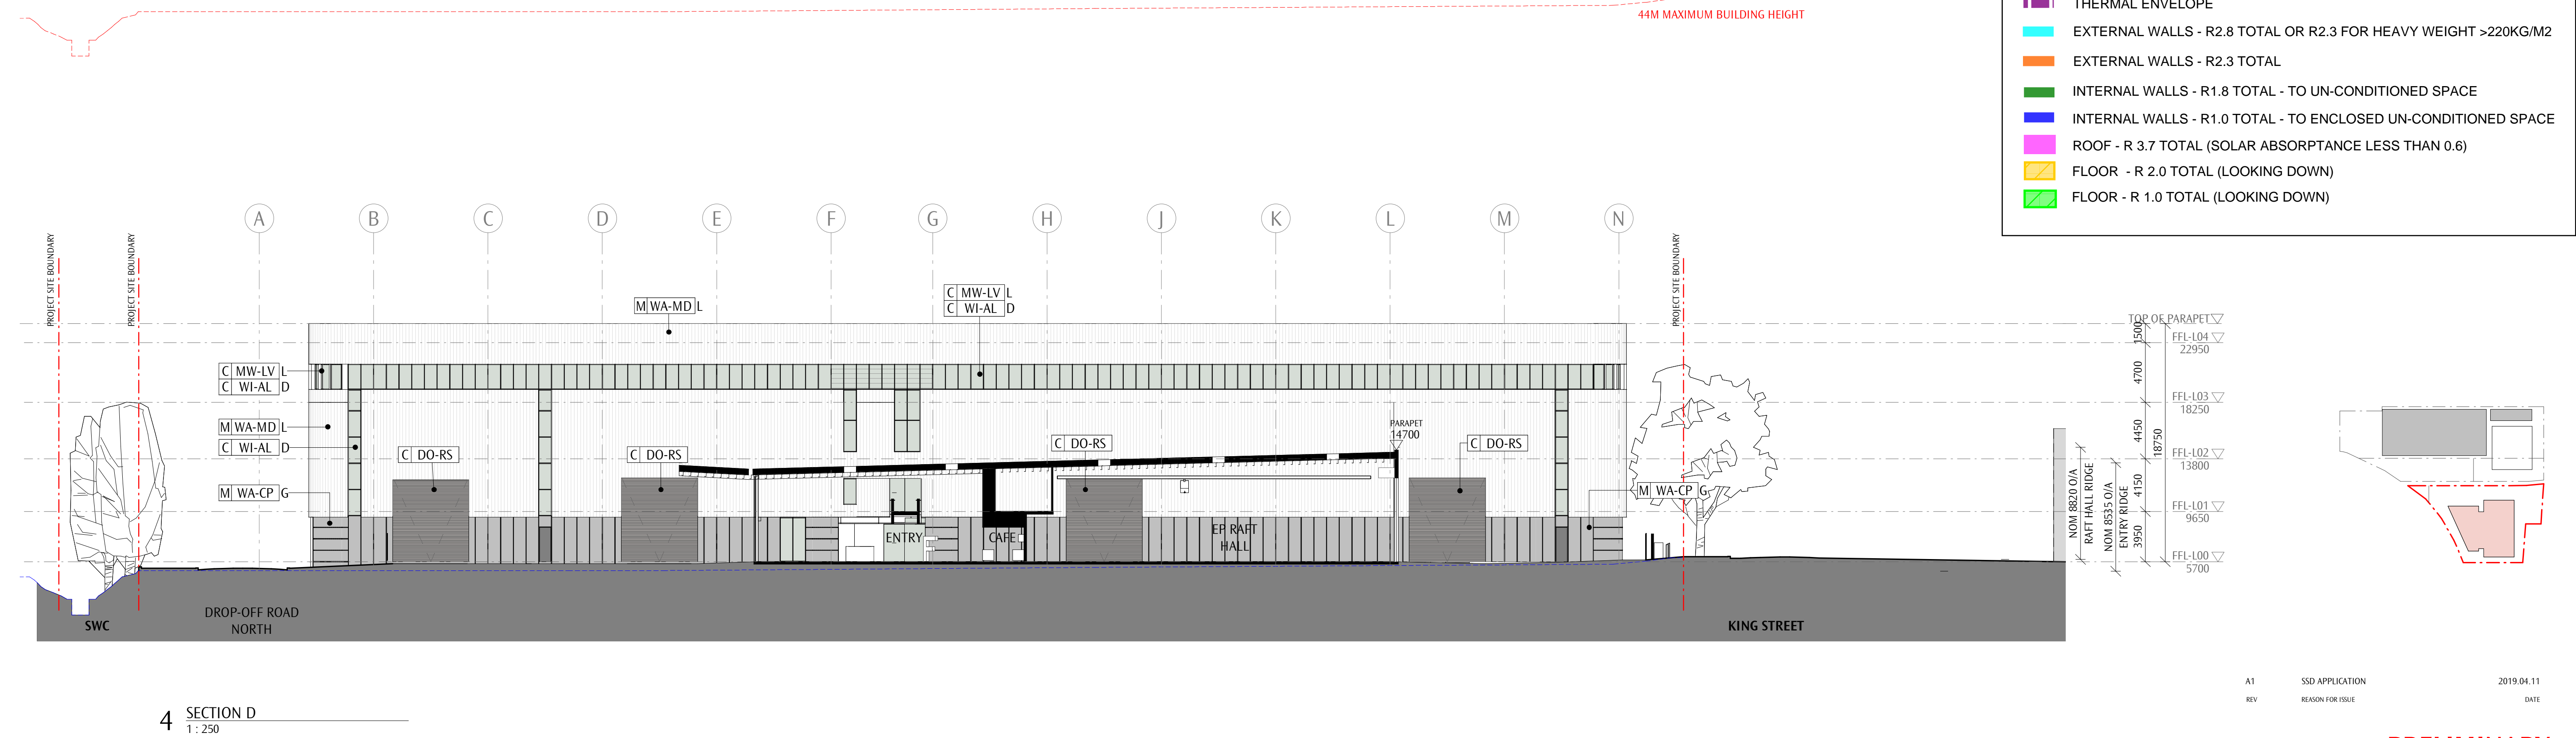 44M MAXIMUM BUILDING HEIGHT
THERMAL ENVELOPE
EXTERNAL WALLS - R2.8 TOTAL OR R2.3 FOR HEAVY WEIGHT >220KG/M2
EXTERNAL WALLS - R2.3 TOTAL
INTERNAL WALLS - R1.8 TOTAL - TO UN-CONDITIONED SPACE
INTERNAL WALLS - R1.0 TOTAL - TO ENCLOSED UN-CONDITIONED SPACE
ROOF - R 3.7 TOTAL (SOLAR ABSORPTANCE LESS THAN 0.6)
FLOOR - R 2.0 TOTAL (LOOKING DOWN)
FLOOR - R 1.0 TOTAL (LOOKING DOWN)
A B C D E F G H J K L M N
PROJECT SITE BOUNDARY
PROJECT SITE BOUNDARY
PROJECT SITE BOUNDARY
M WA-MD L
C MW-LV L
C WI-AL D
C MW-LV L
C WI-AL D
M WA-MD L
C WI-AL D
M WA-CP G
C DO-RS
C DO-RS
C DO-RS
C DO-RS
M WA-CP G
PARAPET
14700
ENTRY
CAFE
EP RAFT
HALL
TOP OF PARAPET
FFL-L04
22950
FFL-L03
18250
FFL-L02
13800
FFL-L01
9650
FFL-L00
5700
1500
4700
4450
4150
3950
18750
NOM 8820 O/A
RAFT HALL RIDGE
NOM 8535 O/A
ENTRY RIDGE
SWC
DROP-OFF ROAD
NORTH
KING STREET
4 SECTION D
1 : 250
A1 SSD APPLICATION 2019.04.11
REV REASON FOR ISSUE DATE